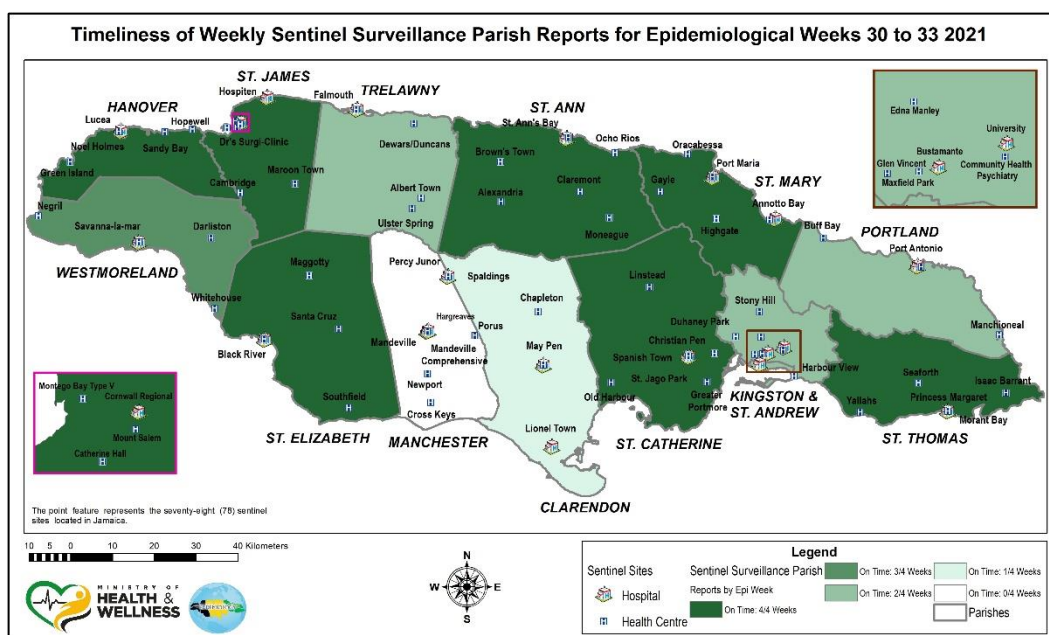 Timeliness of Weekly Sentinel Surveillance Parish Reports for Epidemiological Weeks 30 to 33 2021
ST. JAMES
Hospiten
Falmouth
TRELAWNY
HANOVER
Lucea
Hopewell
ST. ANN
St. Ann's Bay
Ocho Rios
Noel Holmes
Sandy Bay
Dr's Surgi-Clinic
Dewars/Duncans
Brown's Town
Oracabessa
Port Maria
Green Island
Maroon Town
Cambridge
Albert Town
Alexandria
Claremont
Gayle
ST. MARY
Annotto Bay
Negril
Ulster Spring
Highgate
Buff Bay
Savanna-la-mar
Darliston
Moneague
PORTLAND
Port Antonio
WESTMORELAND
Maggotty
Percy Junor
Spaldings
Linstead
Whitehouse
Chapleton
Stony Hill
Santa Cruz
Hargreaves
Porus
Duhaney Park
Manchioneal
Black River
Mandeville
Mandeville
Comprehensive
May Pen
Christian Pen
Spanish Town
Harbour View
Newport
St. Jago Park
Seaforth
Isaac Barrant
Southfield
Cross Keys
Old Harbour
Greater
Portmore
KINGSTON &
ST. ANDREW
Yallahs
Princess Margaret
Morant Bay
ST. ELIZABETH
MANCHESTER
Lionel Town
ST. CATHERINE
ST. THOMAS
CLARENDON
Edna Manley
University
Bustamante
Glen Vincent
Community Health
Psychiatry
Maxfield Park
Montego Bay Type V
Cornwall Regional
Mount Salem
Catherine Hall
The point feature represents the seventy-eight (78) sentinel
sites located in Jamaica.
10 5 0 10 20 30 40 Kilometers
MINISTRY OF
HEALTH &
WELLNESS
N
W E
S
Legend
Sentinel Sites
Hospital
Health Centre
Sentinel Surveillance Parish
Reports by Epi Week
On Time: 4/4 Weeks
On Time: 3/4 Weeks
On Time: 2/4 Weeks
On Time: 1/4 Weeks
On Time: 0/4 Weeks
Parishes